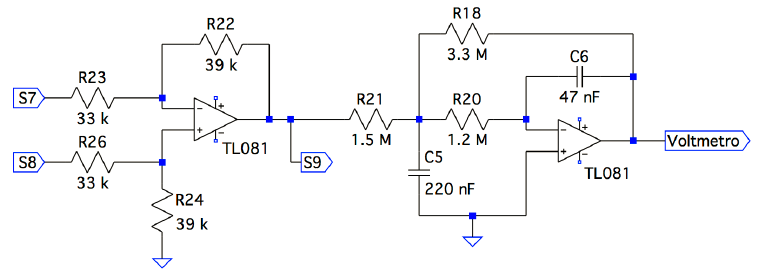 R22
39 k
S7
R23
33 k
-
+
+
-
TL081
S8
R26
33 k
R24
39 k
S9
R21
1.5 M
R18
3.3 M
R20
1.2 M
C5
220 nF
C6
47 nF
-
+
+
-
TL081
Voltmetro